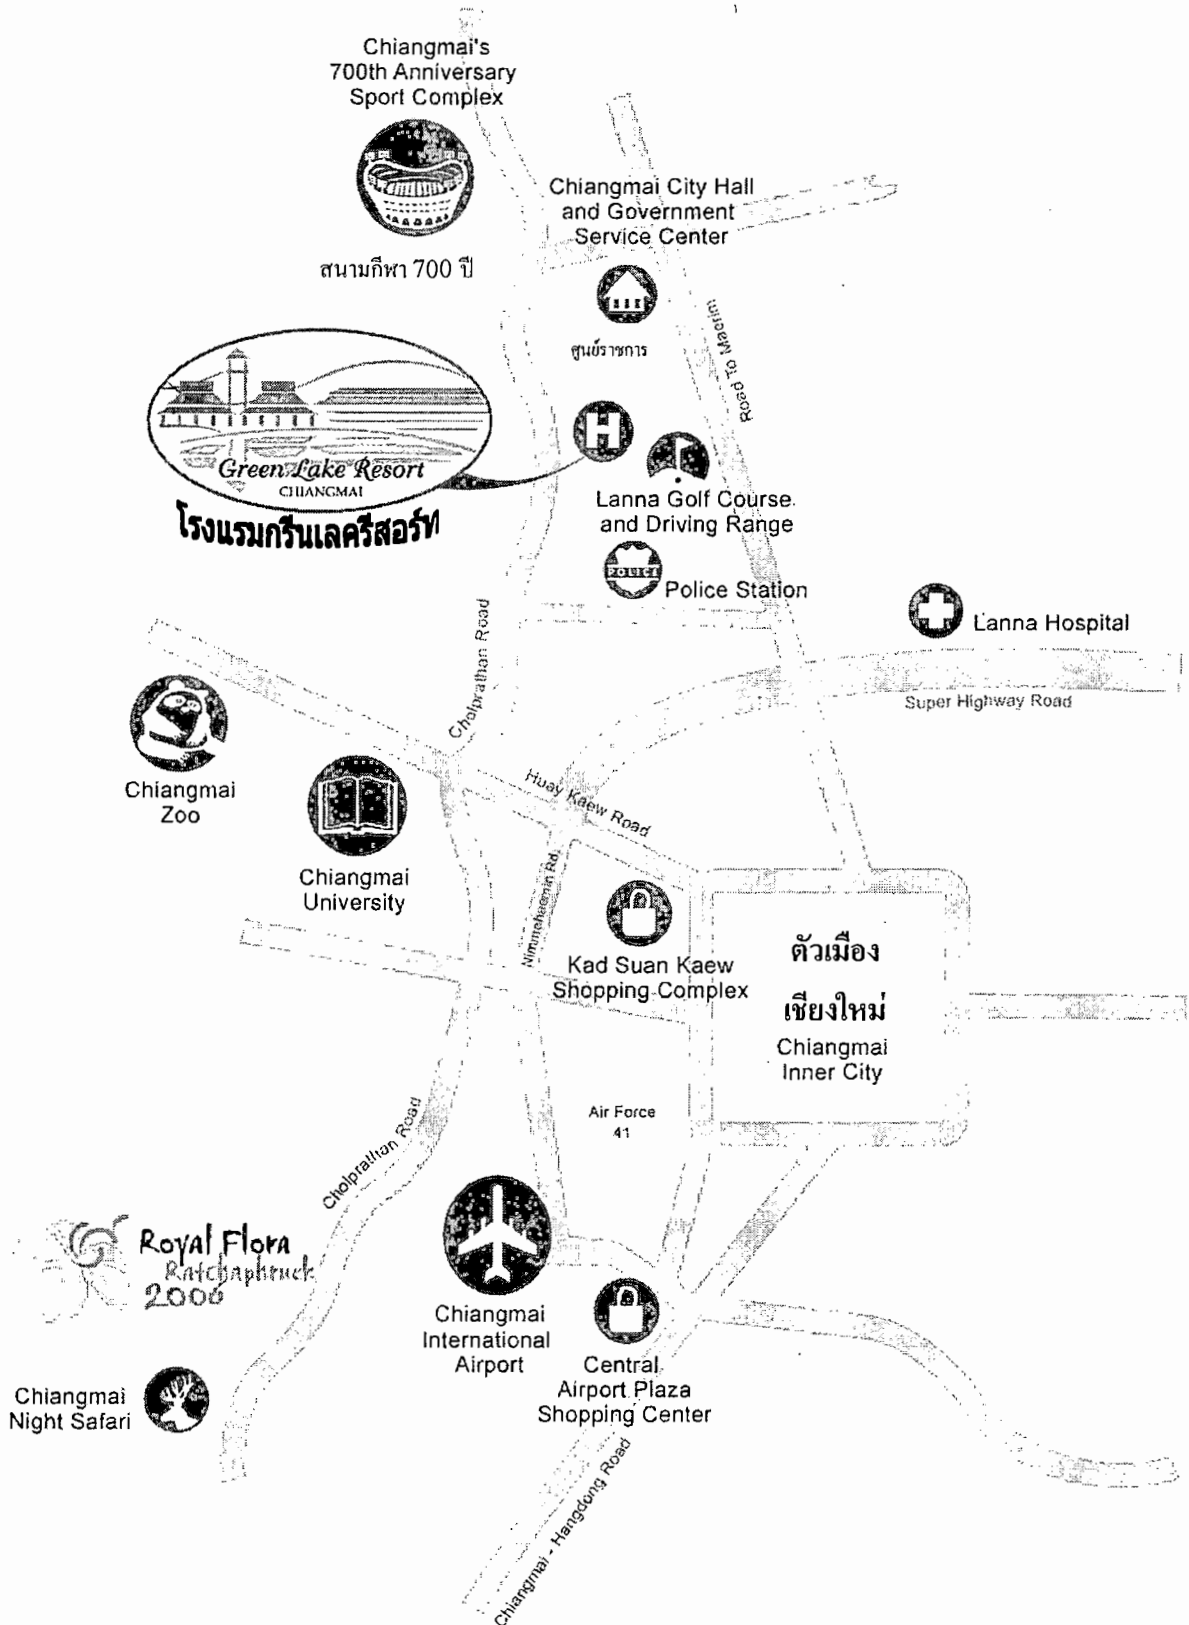 Chiangmai's
700th Anniversary
Sport Complex
สนามกีฬา 700 ปี
Chiangmai City Hall
and Government
Service Center
ศูนย์ราชการ
Road To Maerim
Green Lake Resort
CHIANGMAI
โรงแรมกรีนเลครีสอร์ท
H
Lanna Golf Course
and Driving Range
POLICE
Police Station
Lanna Hospital
Super Highway Road
Cholprathan Road
Chiangmai
Zoo
Huay Kaew Road
Chiangmai
University
Nimmehaemin Rd.
Kad Suan Kaew
Shopping Complex
ตัวเมือง
เชียงใหม่
Chiangmai
Inner City
Air Force
41
Cholprathan Road
Royal Flora
Ratchaphruek
2006
Chiangmai
International
Airport
Central
Airport Plaza
Shopping Center
Chiangmai
Night Safari
Chiangmai - Hangdong Road